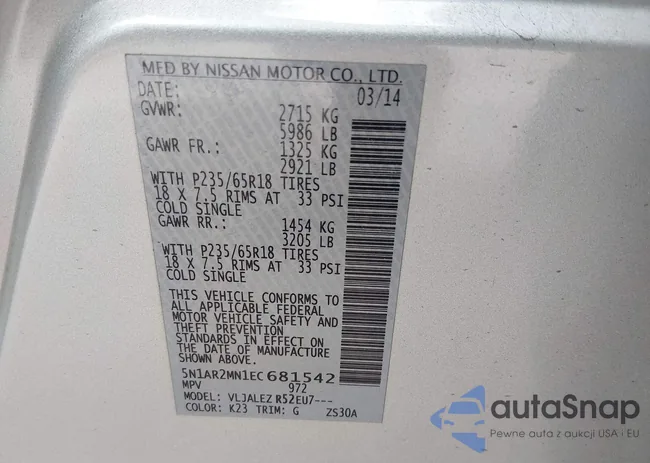 MFD BY NISSAN MOTOR CO., LTD.
DATE: 03/14
GVWR: 2715 KG
5986 LB
GAWR FR.: 1325 KG
2921 LB
WITH P235/65R18 TIRES
18 X 7.5 RIMS AT 33 PSI
COLD SINGLE
GAWR RR.: 1454 KG
3205 LB
WITH P235/65R18 TIRES
18 X 7.5 RIMS AT 33 PSI
COLD SINGLE
THIS VEHICLE CONFORMS TO
ALL APPLICABLE FEDERAL
MOTOR VEHICLE SAFETY AND
THEFT PREVENTION
STANDARDS IN EFFECT ON
THE DATE OF MANUFACTURE
SHOWN ABOVE.
5N1AR2MN1EC681542
MPV 972
MODEL: VLJALEZ R52EU7---
COLOR: K23 TRIM: G ZS30A
autaSnap
Pewne auta z aukcji USA i EU